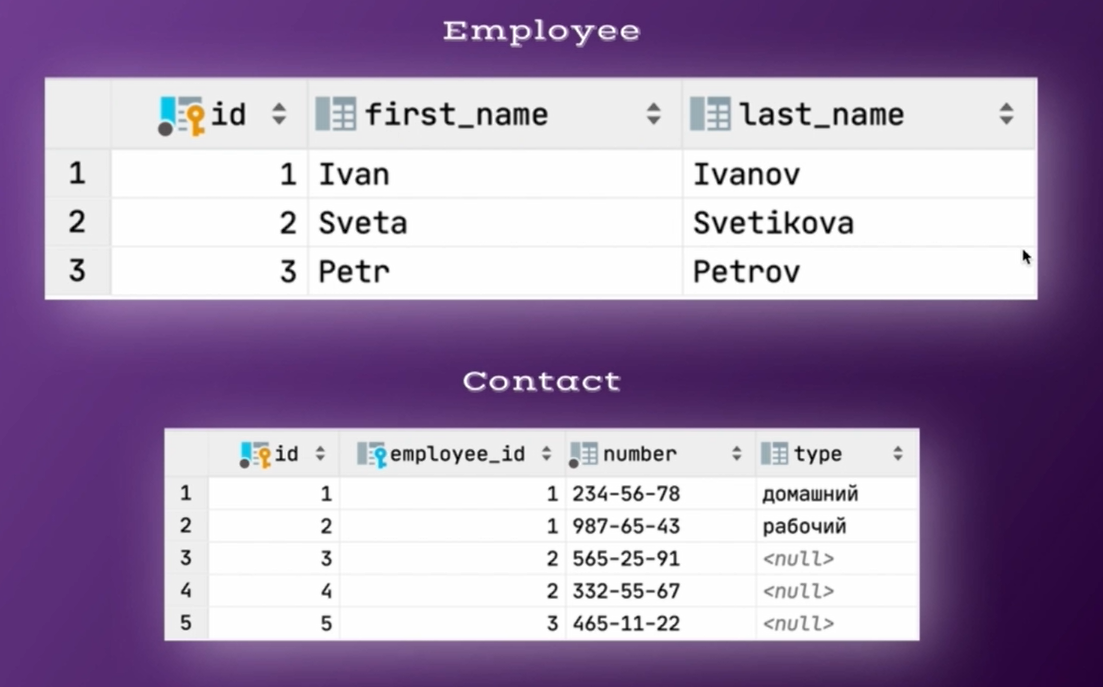 Employee
id first_name last_name
1 1 Ivan Ivanov
2 2 Sveta Svetikova
3 3 Petr Petrov
Contact
id employee_id number type
1 1 1 234-56-78 домашний
2 2 1 987-65-43 рабочий
3 3 2 565-25-91 <null>
4 4 2 332-55-67 <null>
5 5 3 465-11-22 <null>